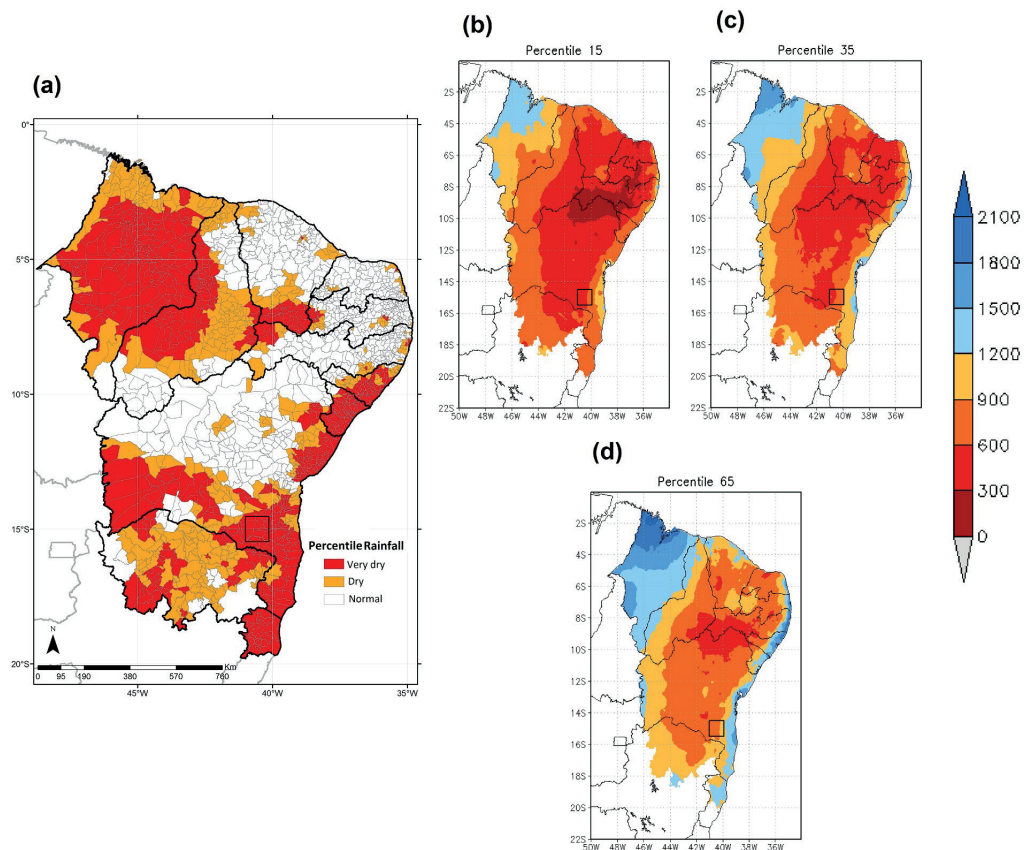 (a)
0°
5°S
10°S
15°S
20°S
45°W
40°W
35°W
Percentile Rainfall
Very dry
Dry
Normal
N
0 95 190 380 570 760
Km
(b)
Percentile 15
2S
4S
6S
8S
10S
12S
14S
16S
18S
20S
22S
50W 48W 46W 44W 42W 40W 38W 36W
(c)
Percentile 35
2S
4S
6S
8S
10S
12S
14S
16S
18S
20S
22S
50W 48W 46W 44W 42W 40W 38W 36W
(d)
Percentile 65
2S
4S
6S
8S
10S
12S
14S
16S
18S
20S
22S
50W 48W 46W 44W 42W 40W 38W 36W
2100
1800
1500
1200
900
600
300
0